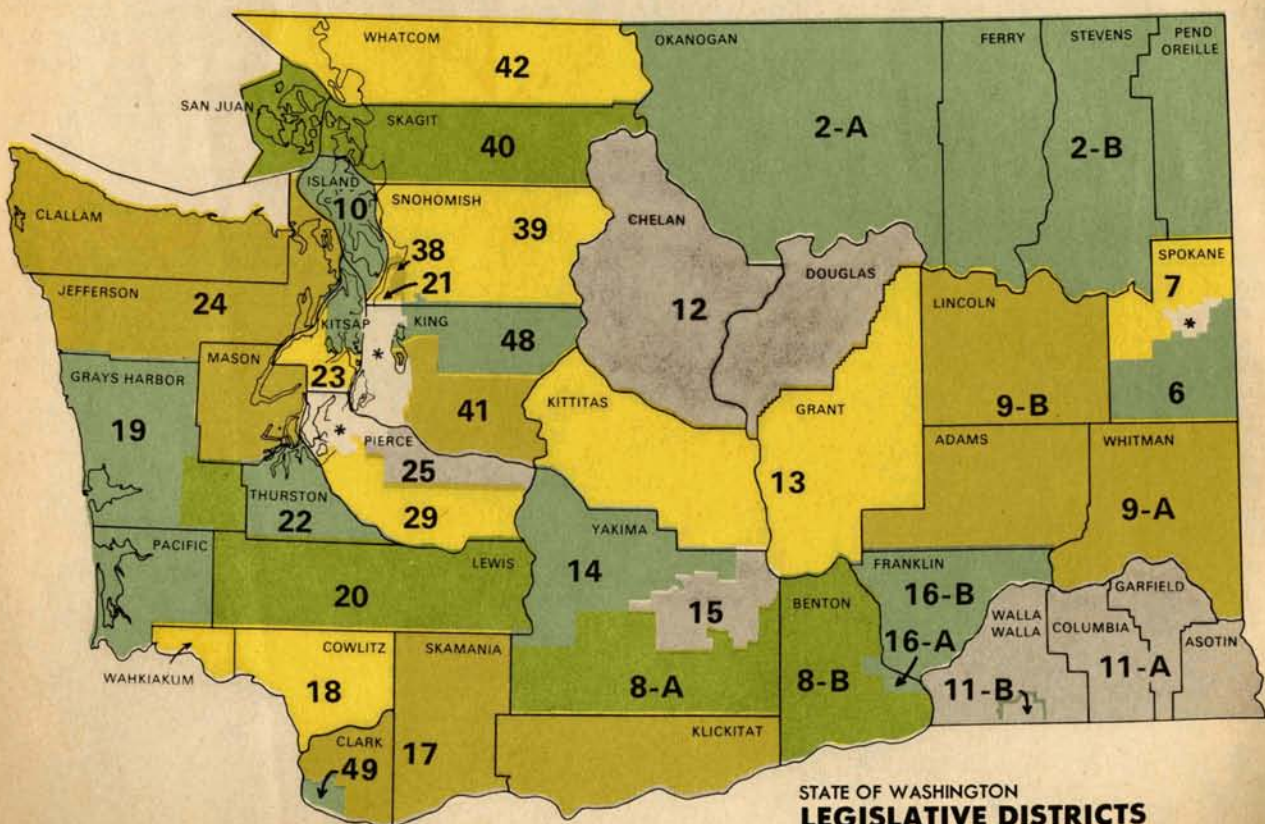 WHATCOM
OKANOGAN
FERRY
STEVENS
PEND
OREILLE
42
SAN JUAN
SKAGIT
40
2-A
2-B
ISLAND
10
SNOHOMISH
39
CHELAN
CLALLAM
38
21
DOUGLAS
SPOKANE
7
*
JEFFERSON
24
12
LINCOLN
KITSAP
KING
*
48
MASON
23
GRAYS HARBOR
41
KITTITAS
GRANT
9-B
6
19
*
PIERCE
25
ADAMS
WHITMAN
THURSTON
22
29
13
9-A
YAKIMA
PACIFIC
LEWIS
14
FRANKLIN
20
15
BENTON
16-B
GARFIELD
WALLA
WALLA
COLUMBIA
16-A
ASOTIN
COWLITZ
SKAMANIA
WAHKIAKUM
18
8-A
8-B
11-B
11-A
CLARK
49
17
KLICKITAT
STATE OF WASHINGTON
LEGISLATIVE DISTRICTS